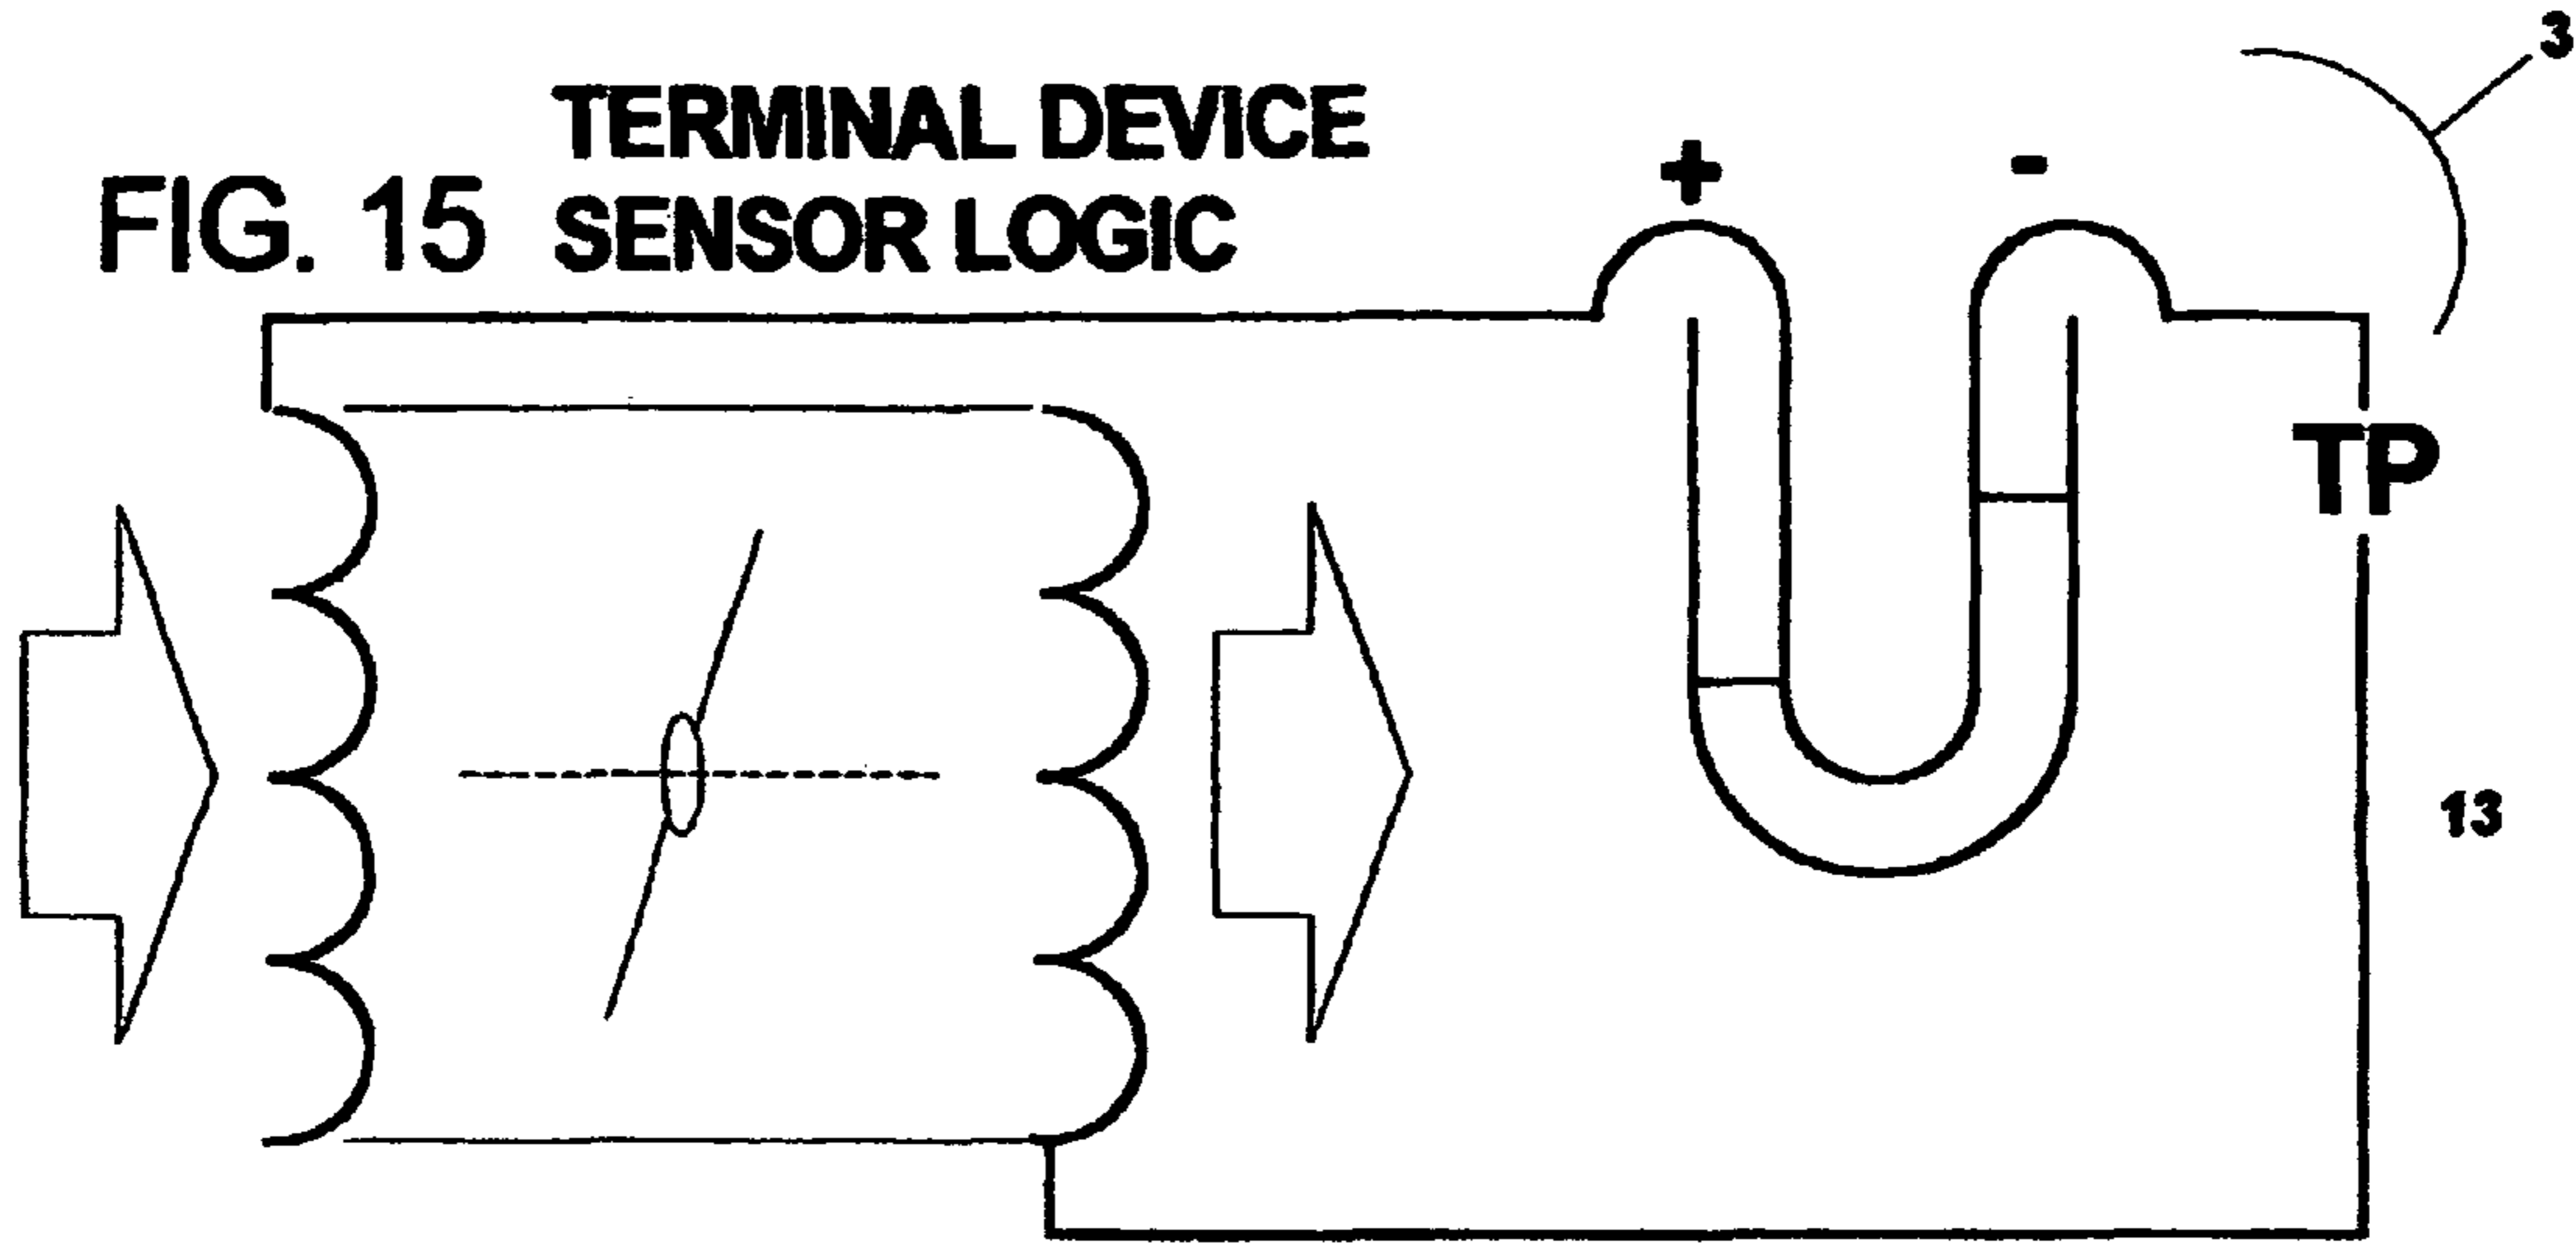 TERMINAL DEVICE
FIG. 15 SENSOR LOGIC
3
+ -
TP
13